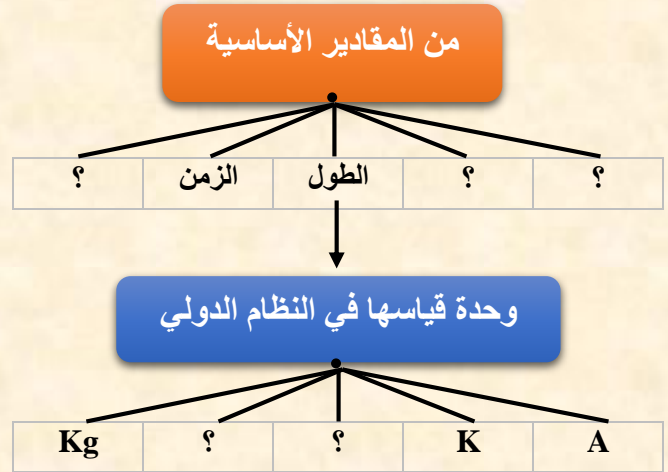 من المقادير الأساسية
؟ ؟ الطول الزمن ؟
وحدة قياسها في النظام الدولي
A K ؟ ؟ Kg